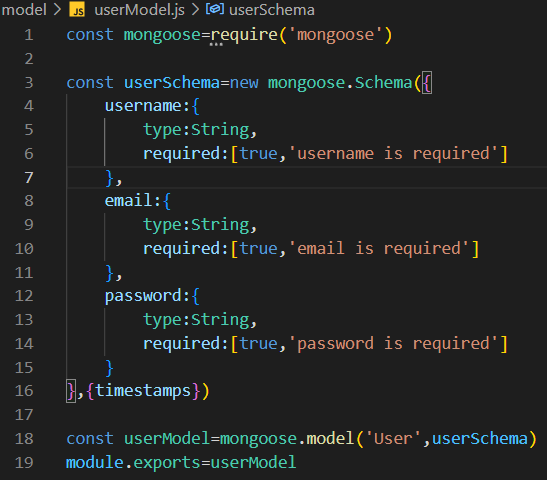 model > JS userModel.js > userSchema
1 const mongoose=require('mongoose')
2
3 const userSchema=new mongoose.Schema({
4     username:{
5         type:String,
6         required:[true,'username is required']
7     },
8     email:{
9         type:String,
10         required:[true,'email is required']
11     },
12     password:{
13         type:String,
14         required:[true,'password is required']
15     }
16 },{timestamps})
17
18 const userModel=mongoose.model('User',userSchema)
19 module.exports=userModel